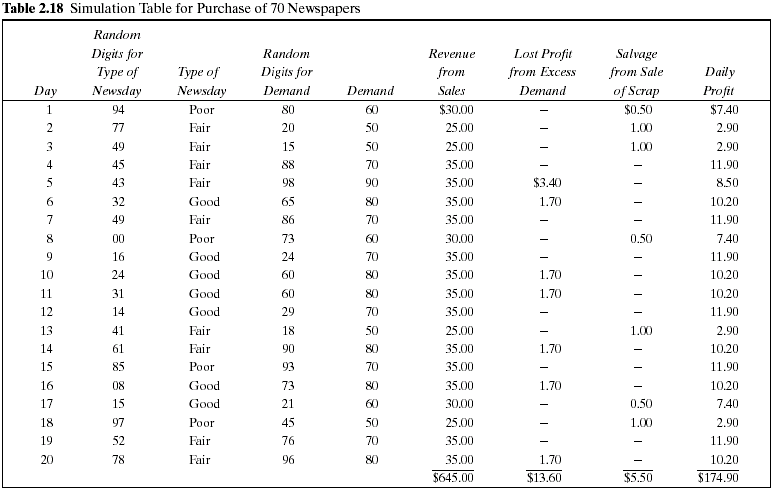 Table 2.18 Simulation Table for Purchase of 70 Newspapers
Random
Digits for Random Revenue Lost Profit Salvage
Type of Type of Digits for from from Excess from Sale Daily
Day Newsday Newsday Demand Demand Sales Demand of Scrap Profit
1 94 Poor 80 60 $30.00 – $0.50 $7.40
2 77 Fair 20 50 25.00 – 1.00 2.90
3 49 Fair 15 50 25.00 – 1.00 2.90
4 45 Fair 88 70 35.00 – – 11.90
5 43 Fair 98 90 35.00 $3.40 – 8.50
6 32 Good 65 80 35.00 1.70 – 10.20
7 49 Fair 86 70 35.00 – – 11.90
8 00 Poor 73 60 30.00 – 0.50 7.40
9 16 Good 24 70 35.00 – – 11.90
10 24 Good 60 80 35.00 1.70 – 10.20
11 31 Good 60 80 35.00 1.70 – 10.20
12 14 Good 29 70 35.00 – – 11.90
13 41 Fair 18 50 25.00 – 1.00 2.90
14 61 Fair 90 80 35.00 1.70 – 10.20
15 85 Poor 93 70 35.00 – – 11.90
16 08 Good 73 80 35.00 1.70 – 10.20
17 15 Good 21 60 30.00 – 0.50 7.40
18 97 Poor 45 50 25.00 – 1.00 2.90
19 52 Fair 76 70 35.00 – – 11.90
20 78 Fair 96 80 35.00 1.70 – 10.20
$645.00 $13.60 $5.50 $174.90